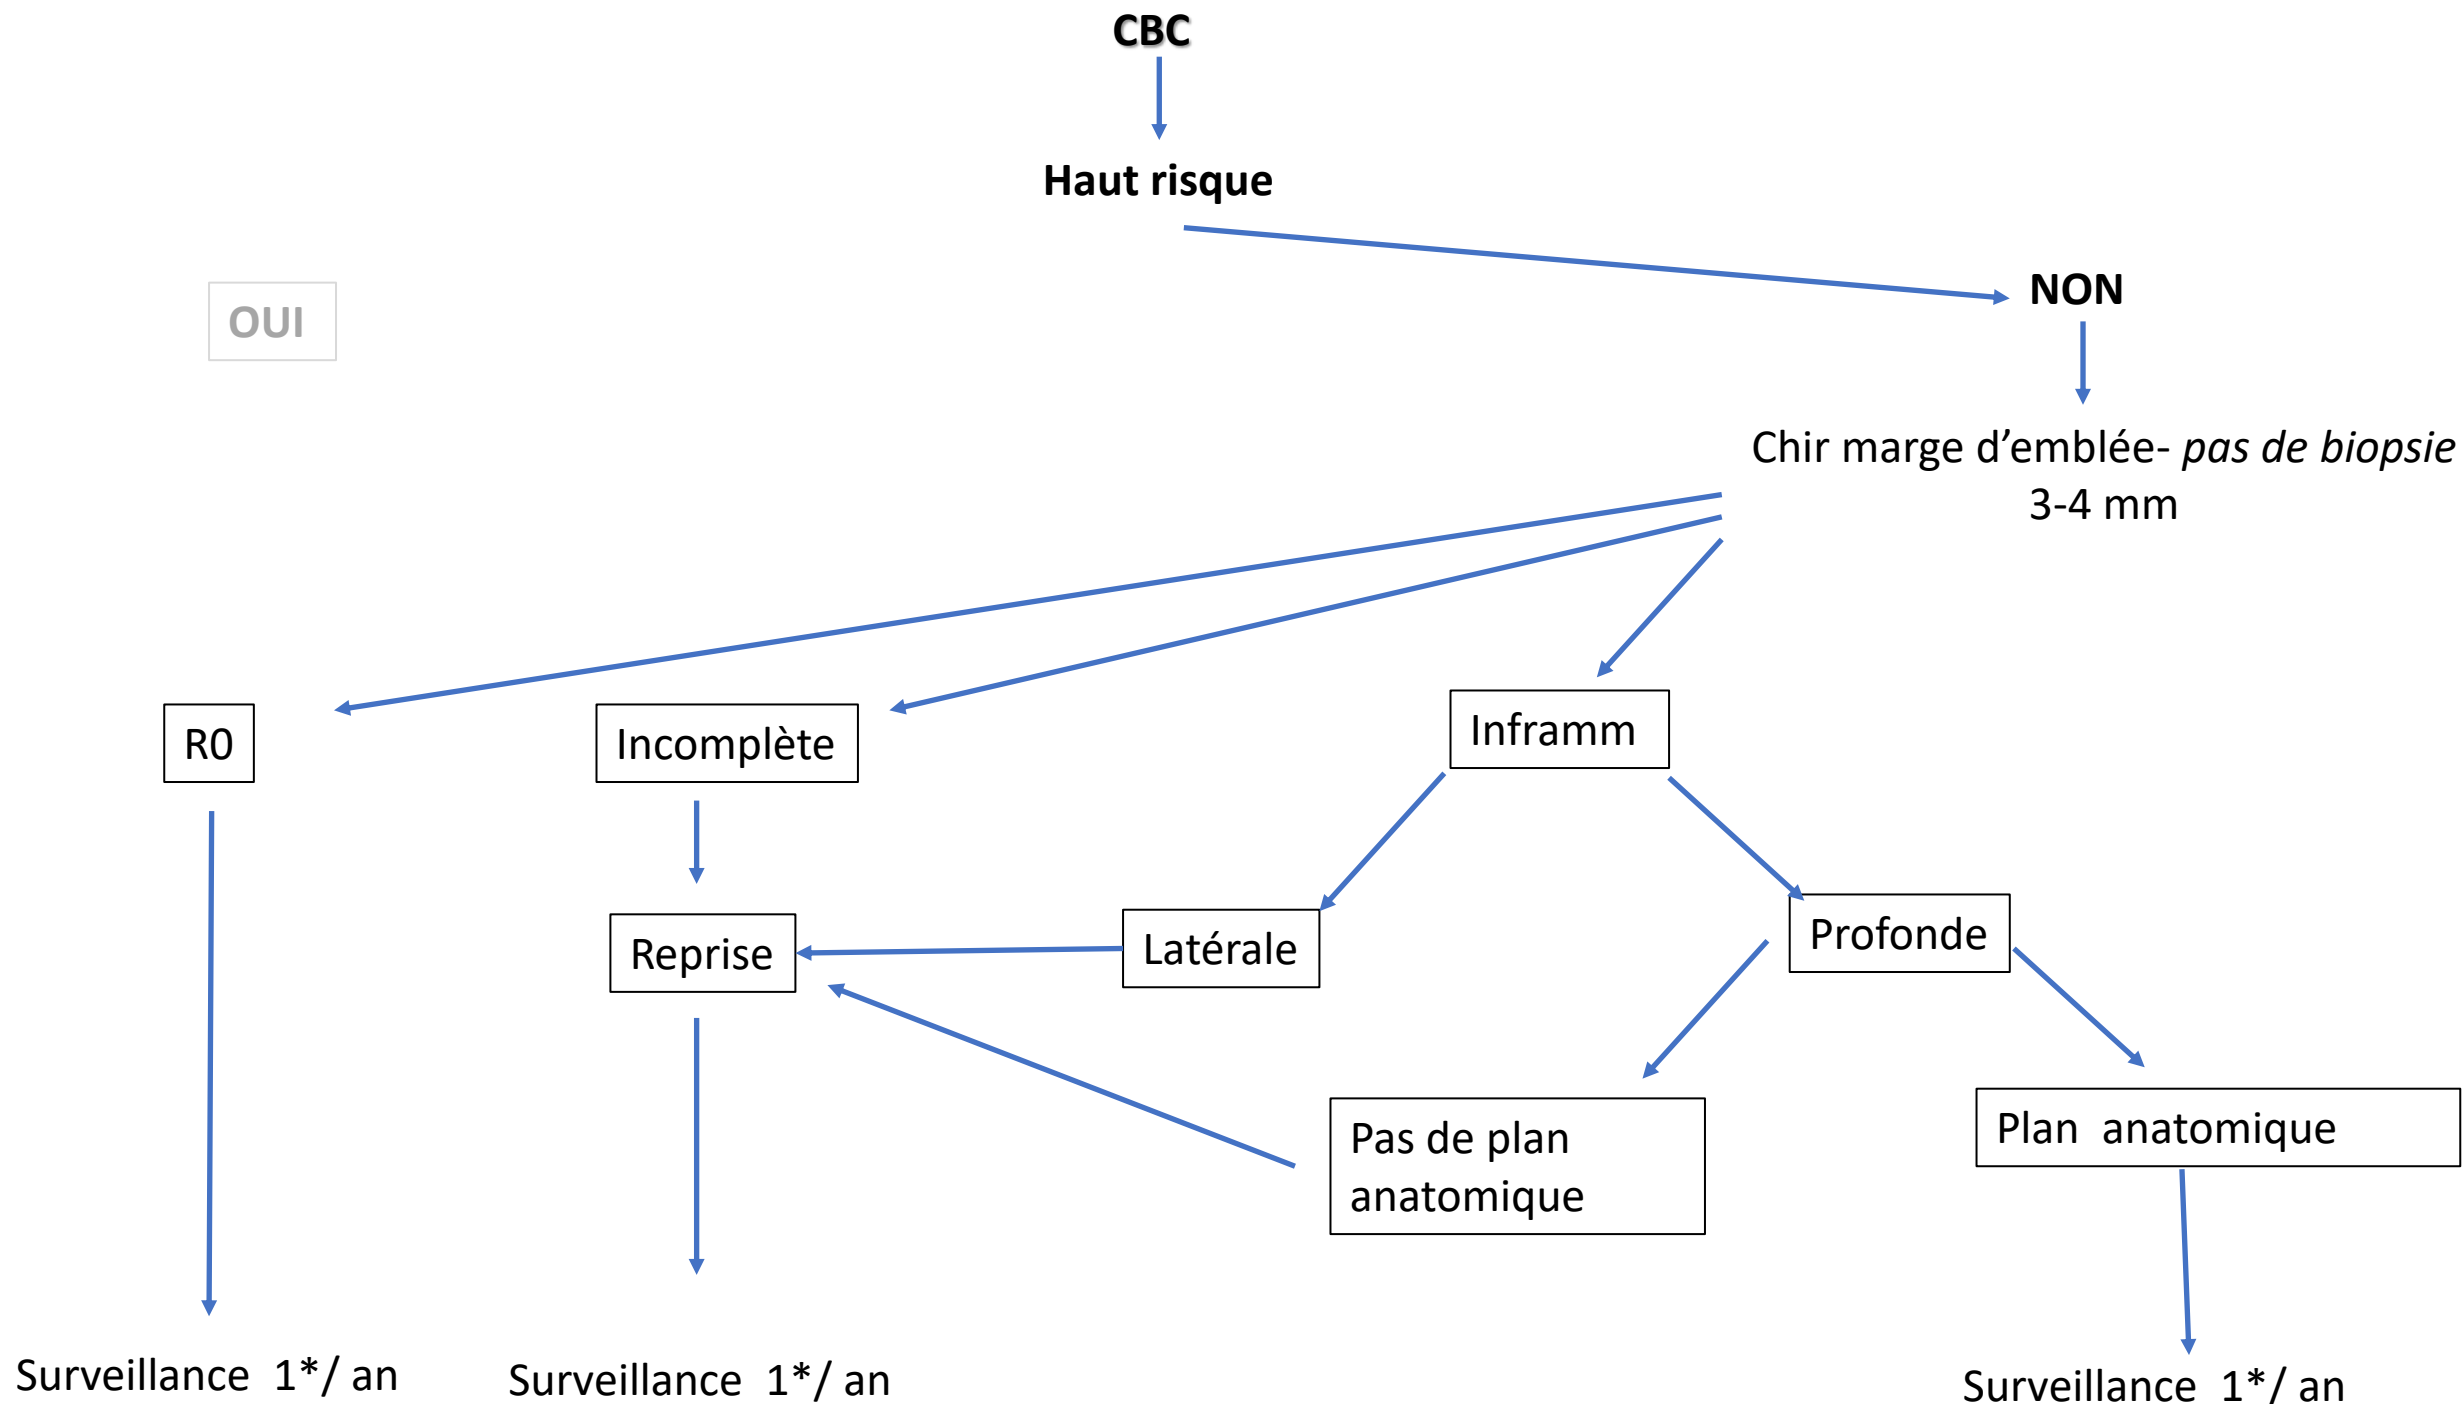 CBC
Haut risque
NON
OUI
Chir marge d’emblée- pas de biopsie
3-4 mm
R0
Incomplète
Inframm
Reprise
Latérale
Profonde
Pas de plan
anatomique
Plan  anatomique
Surveillance  1*/ an
Surveillance  1*/ an
Surveillance  1*/ an